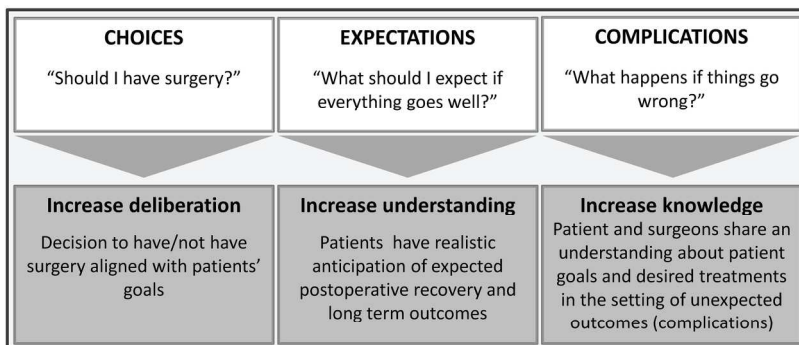 CHOICES
“Should I have surgery?”
EXPECTATIONS
“What should I expect if
everything goes well?”
COMPLICATIONS
“What happens if things go
wrong?”
Increase deliberation
Decision to have/not have
surgery aligned with patients’
goals
Increase understanding
Patients have realistic
anticipation of expected
postoperative recovery and
long term outcomes
Increase knowledge
Patient and surgeons share an
understanding about patient
goals and desired treatments
in the setting of unexpected
outcomes (complications)